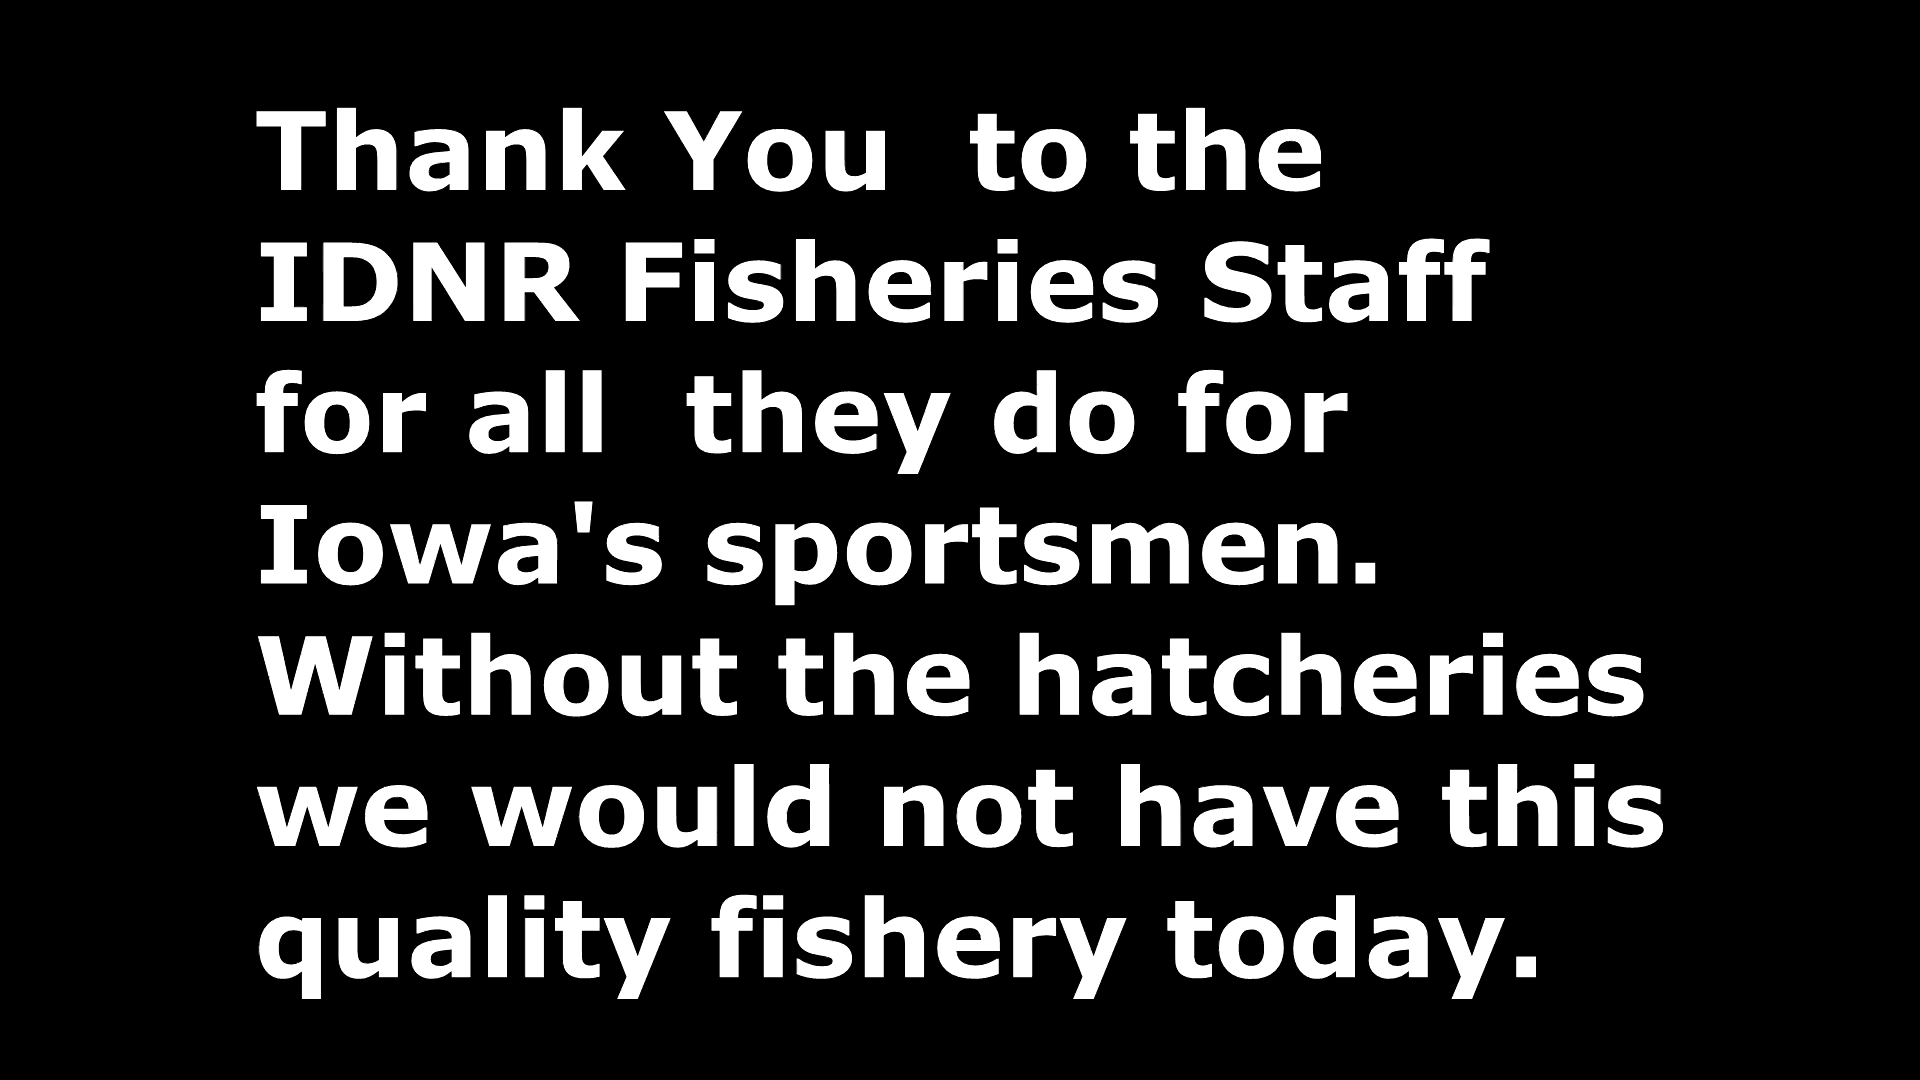 Thank You  to the
IDNR Fisheries Staff
for all  they do for
Iowa's sportsmen.
Without the hatcheries
we would not have this
quality fishery today.